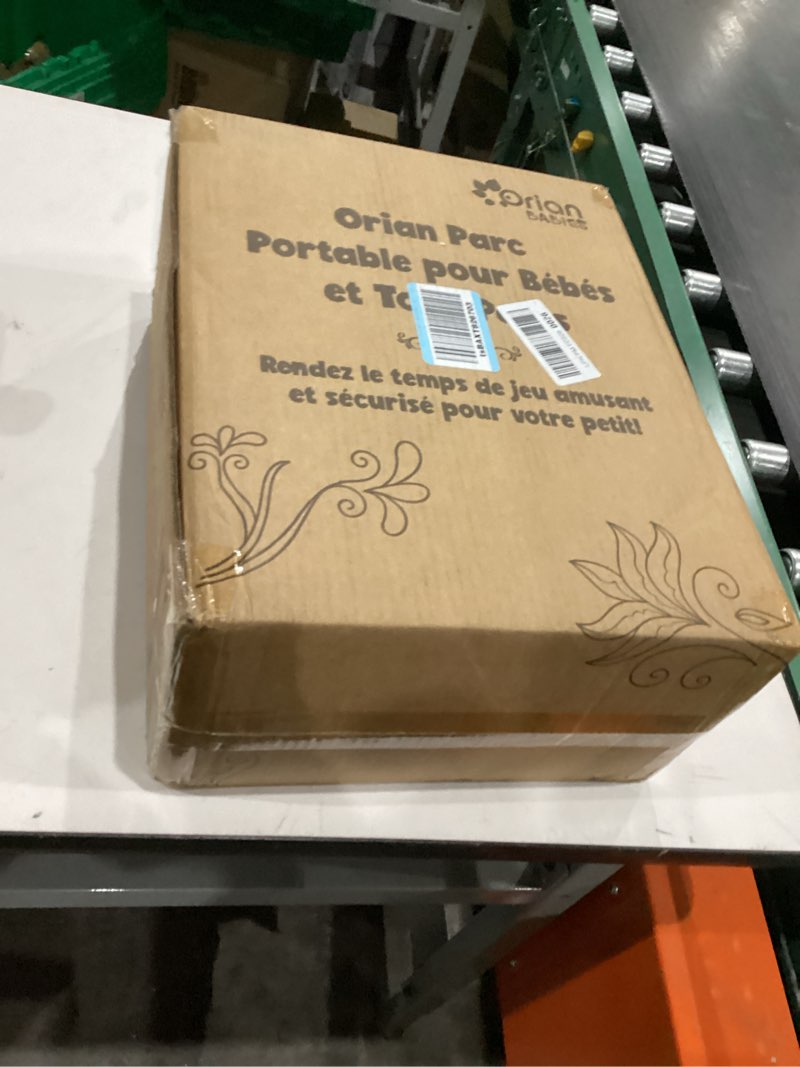 Orian
BABIES
Orian Parc
Portable pour Bébés
et
Rendez le temps de jeu amusant
et sécurisé pour votre petit!